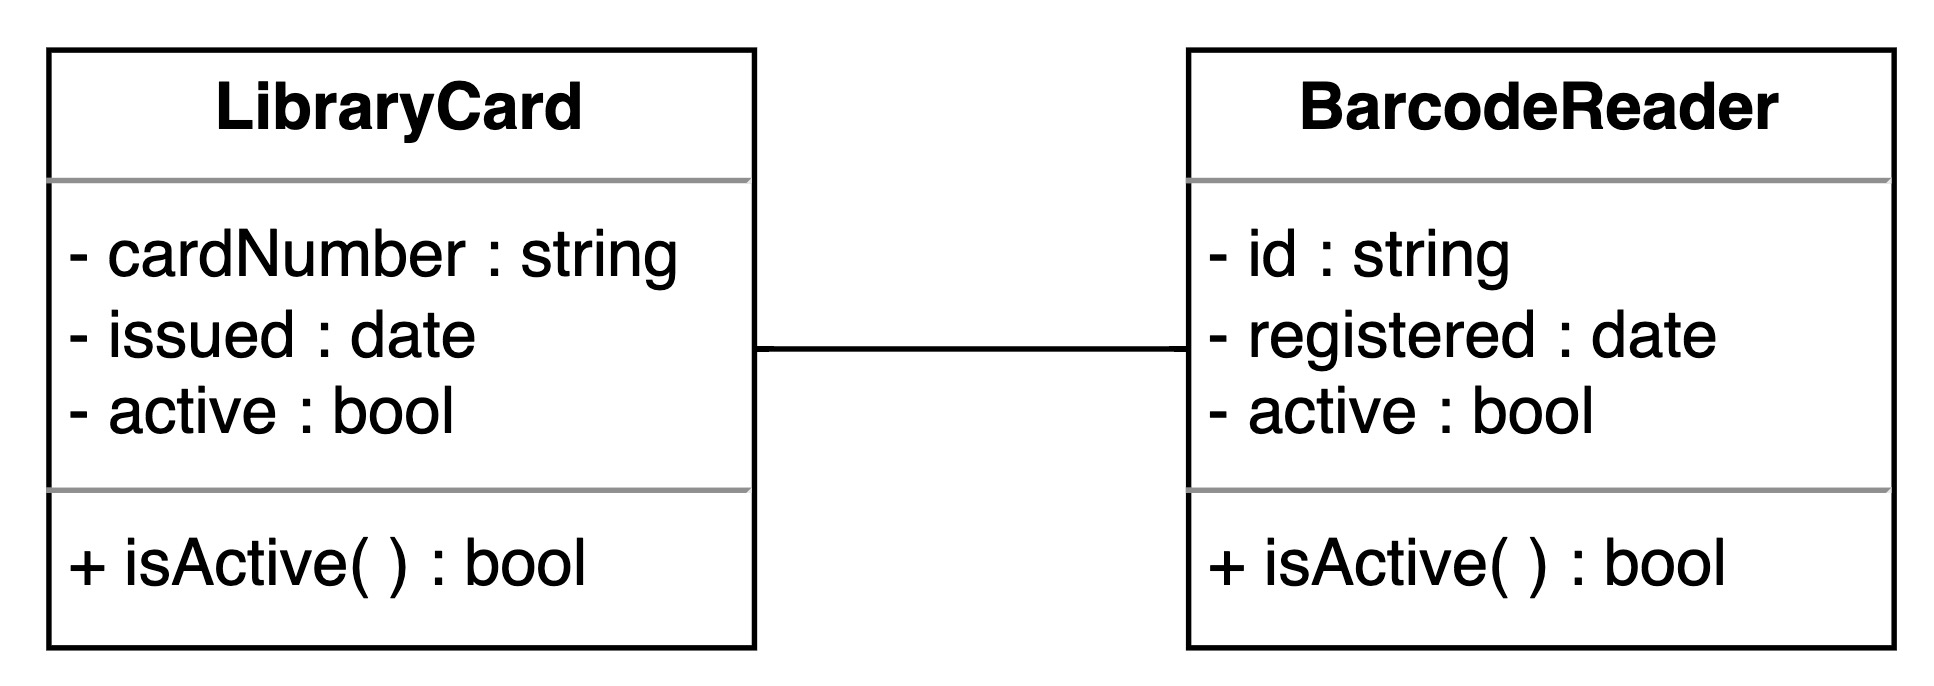 LibraryCard
- cardNumber : string
- issued : date
- active : bool
+ isActive( ) : bool
BarcodeReader
- id : string
- registered : date
- active : bool
+ isActive( ) : bool